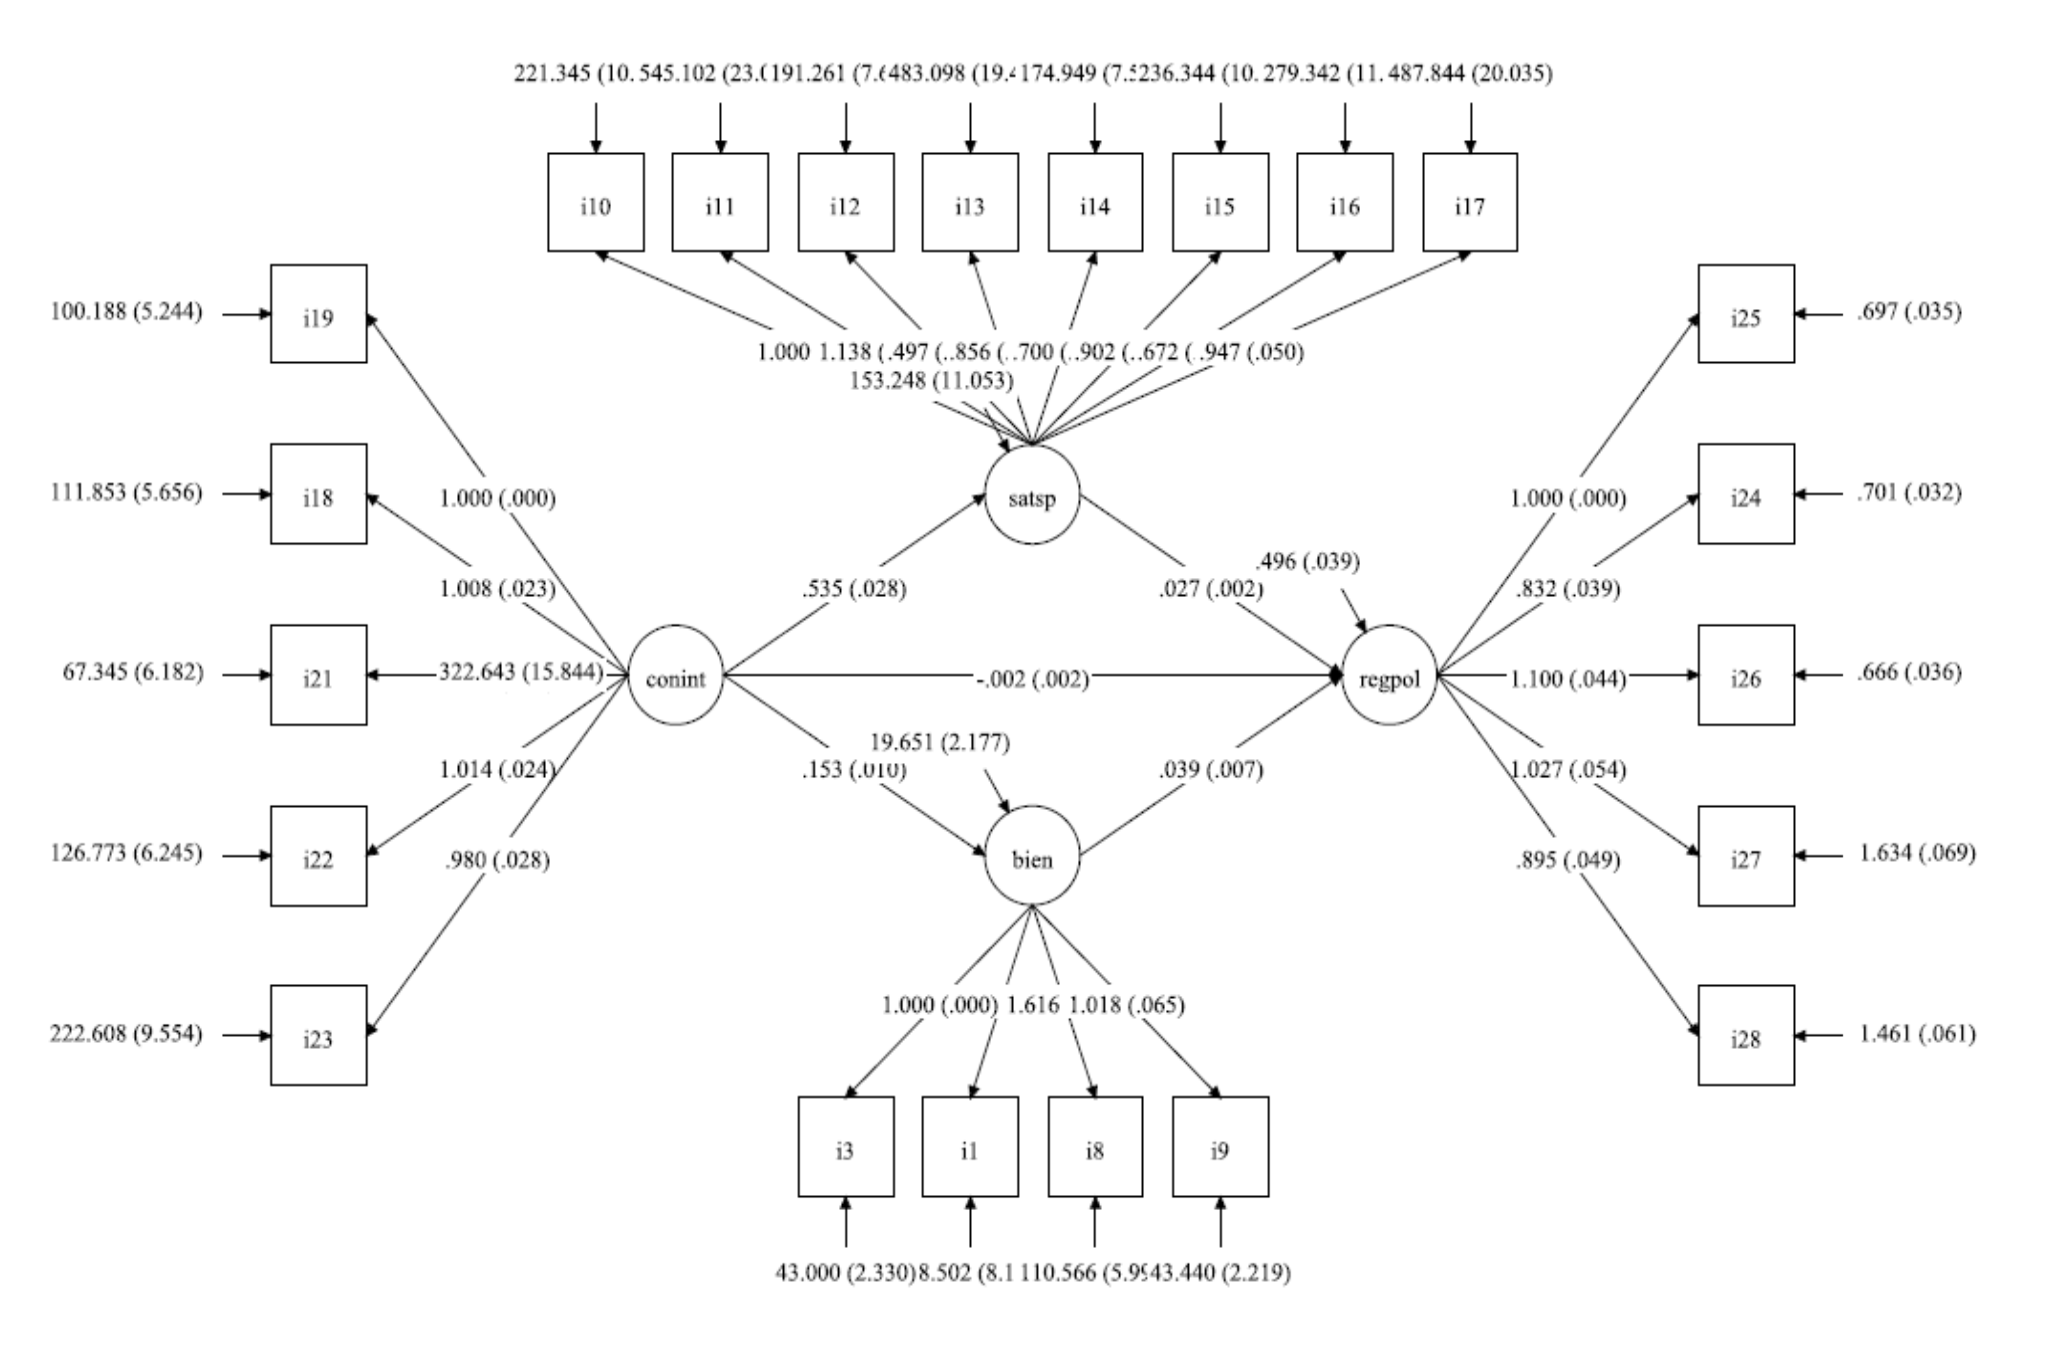 221.345 (10. 545.102 (23.( 191.261 (7.6 483.098 (19.4 174.949 (7.5 236.344 (10. 279.342 (11. 487.844 (20.035)
i10 i11 i12 i13 i14 i15 i16 i17
100.188 (5.244) i19 i25 .697 (.035)
1.000 1.138 (.497 (..856 (..700 (.902 (..672 (.947 (.050)
153.248 (11.053)
111.853 (5.656) i18 1.000 (.000) satsp 1.000 (.000) i24 .701 (.032)
.496 (.039)
1.008 (.023) .535 (.028) .027 (.002) .832 (.039)
67.345 (6.182) i21 322.643 (15.844) conint -.002 (.002) regpol 1.100 (.044) i26 .666 (.036)
19.651 (2.177)
1.014 (.024) .153 (.010) .039 (.007) 1.027 (.054)
126.773 (6.245) i22 .980 (.028) bien .895 (.049) i27 1.634 (.069)
1.000 (.000) 1.616 1.018 (.065)
222.608 (9.554) i23 i28 1.461 (.061)
i3 i1 i8 i9
43.000 (2.330) 8.502 (8.1 110.566 (5.99 43.440 (2.219)